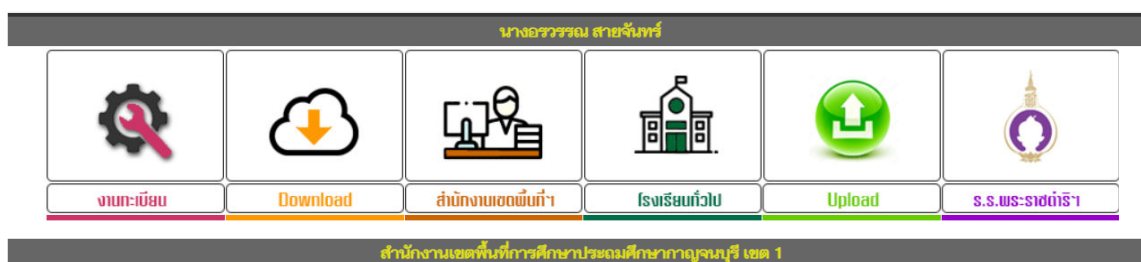 นางอรวรรณ สายจันทร์
งานทะเบียน
Download
สำนักงานเขตพื้นที่ฯ
โรงเรียนทั่วไป
Upload
ร.ร.พระราชดำริฯ
สำนักงานเขตพื้นที่การศึกษาประถมศึกษากาญจนบุรี เขต 1